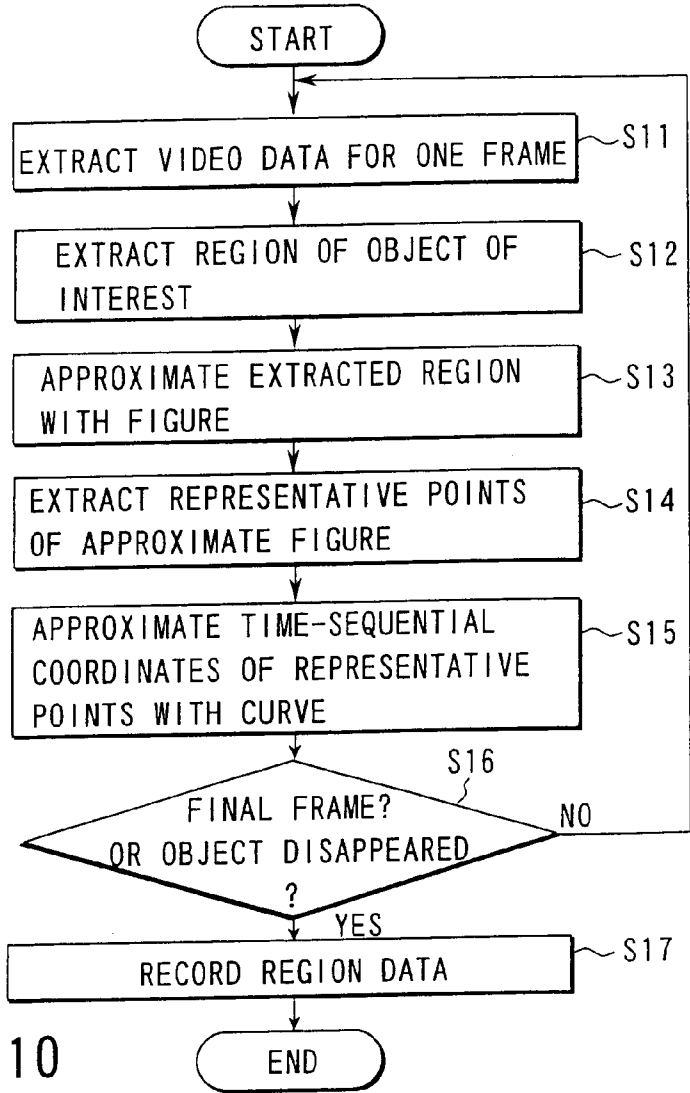 START
EXTRACT VIDEO DATA FOR ONE FRAME
S11
EXTRACT REGION OF OBJECT OF
INTEREST
S12
APPROXIMATE EXTRACTED REGION
WITH FIGURE
S13
EXTRACT REPRESENTATIVE POINTS
OF APPROXIMATE FIGURE
S14
APPROXIMATE TIME-SEQUENTIAL
COORDINATES OF REPRESENTATIVE
POINTS WITH CURVE
S15
S16
FINAL FRAME?
OR OBJECT DISAPPEARED
?
NO
YES
RECORD REGION DATA
S17
END
10